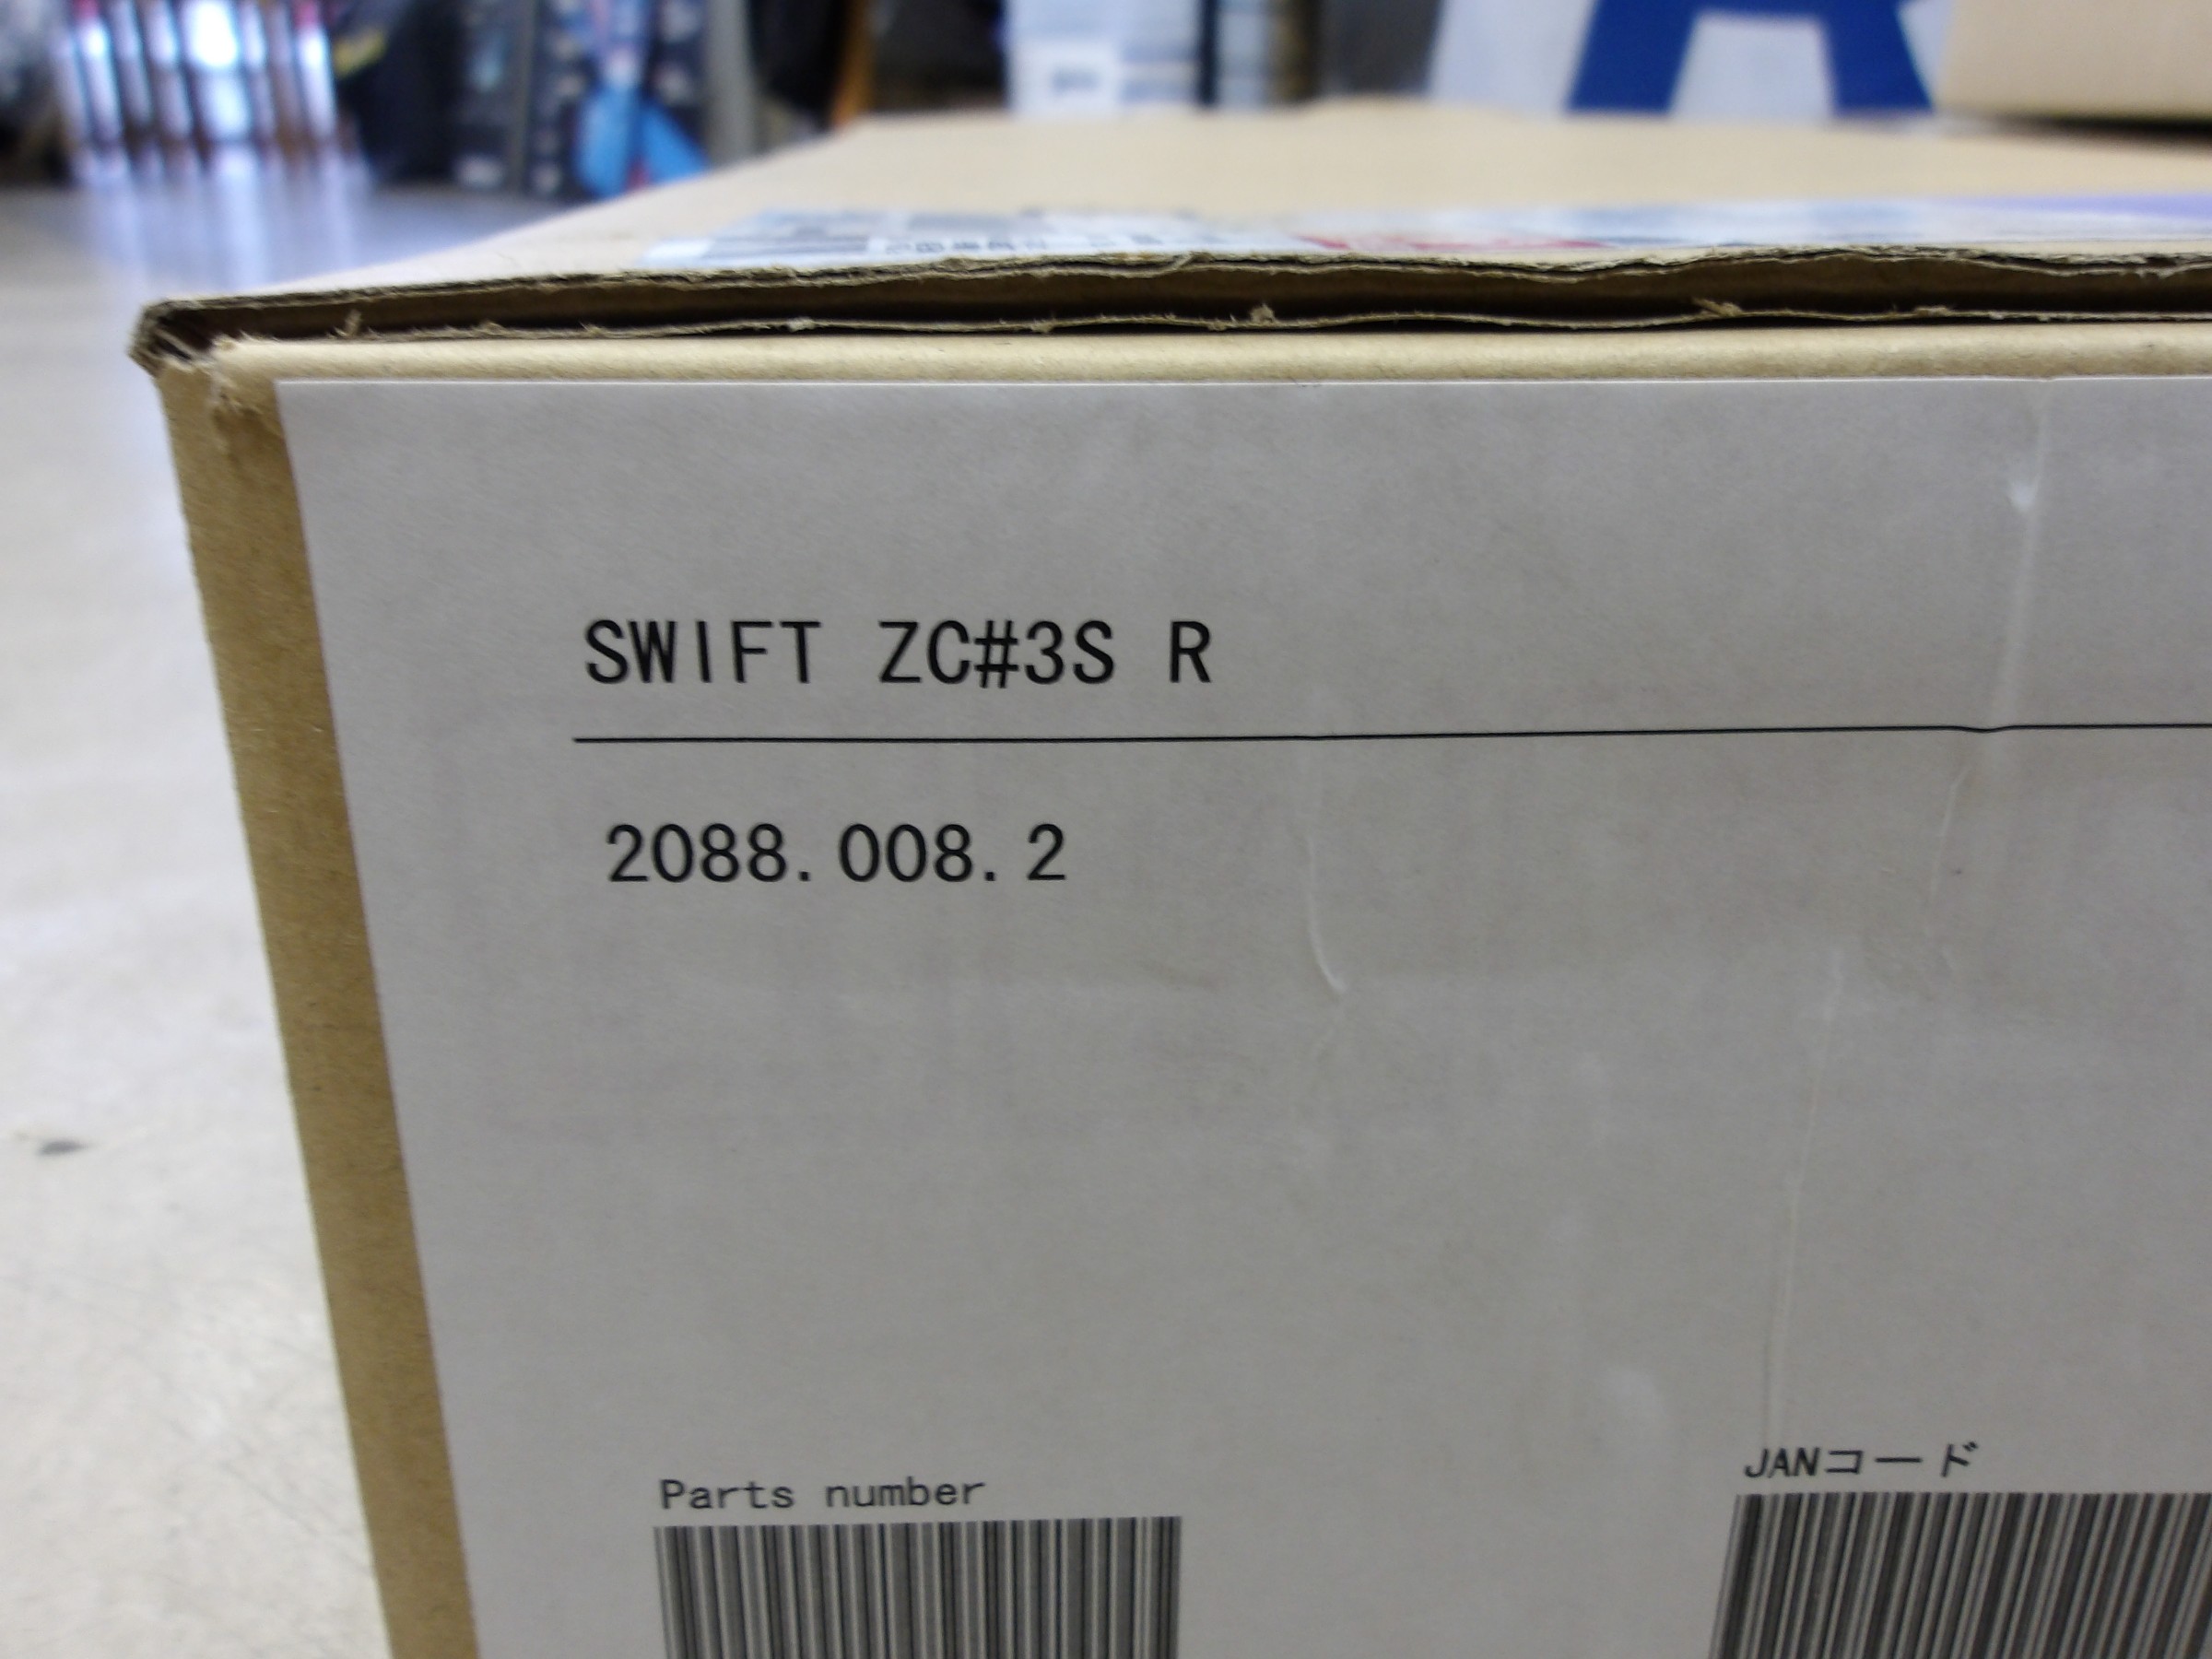 SWIFT ZC#3S R
2088.008.2
Parts number
JANコード